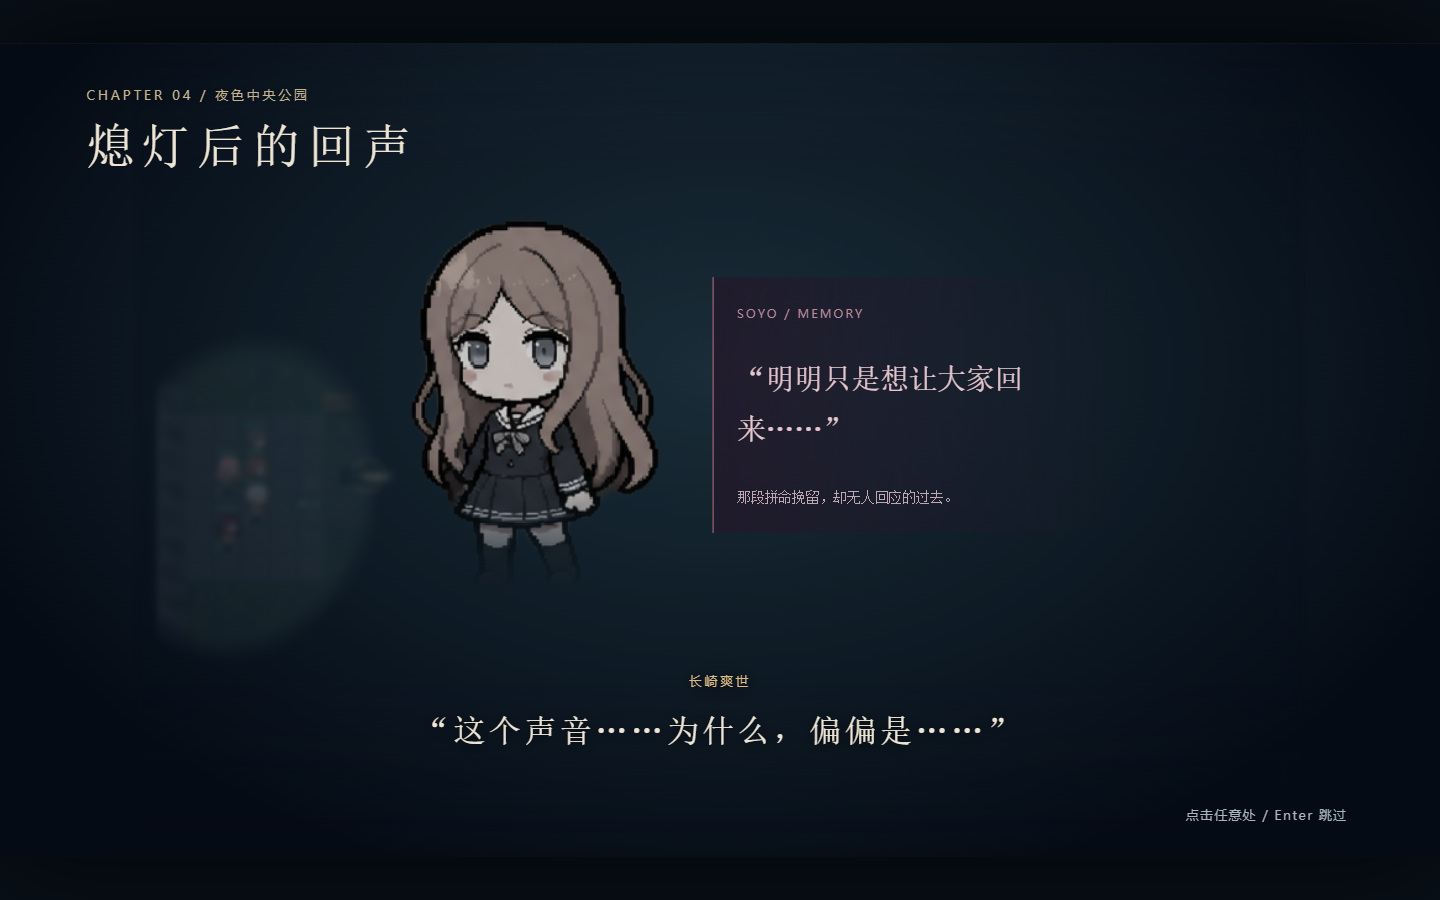 CHAPTER 04 / 夜色中央公园
熄灯后的回声
SOYO / MEMORY
“明明只是想让大家回
来……”
那段拼命挽留，却无人回应的过去。
长崎爽世
“这个声音……为什么，偏偏是……”
点击任意处 / Enter 跳过